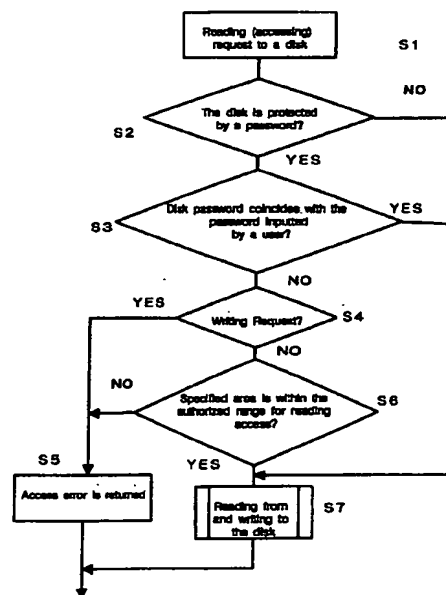 Reading (accessing)
request to a disk
S1
NO
The disk is protected
by a password?
S2
YES
Disk password coincides with the
password inputted
by a user?
YES
S3
NO
YES
Writing Request?
S4
NO
NO
Specified area is within the
authorized range for reading
access?
S6
S5
YES
Access error is returned
Reading from
and writing to
the disk
S7